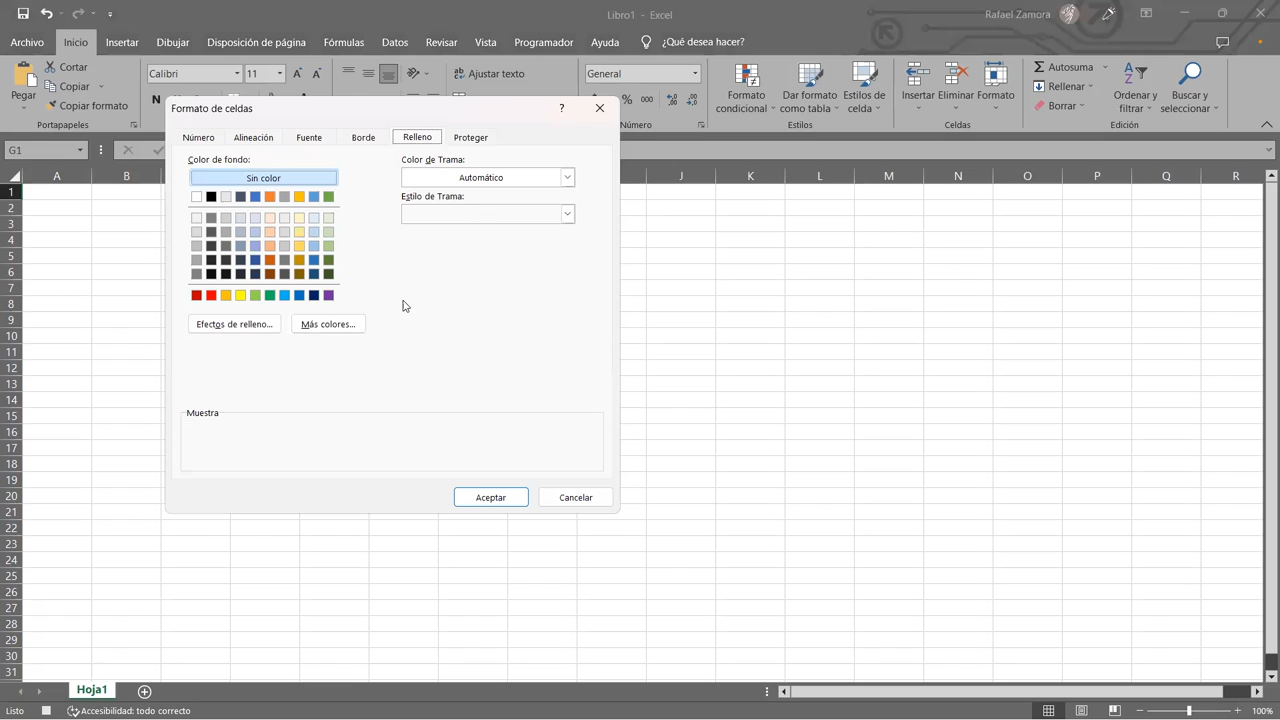 Libro1 - Excel
Rafael Zamora
Archivo
Inicio
Insertar
Dibujar
Disposición de página
Fórmulas
Datos
Revisar
Vista
Programador
Ayuda
¿Qué desea hacer?
Pegar
Cortar
Copiar
Copiar formato
Portapapeles
Calibri
11
N
Ajustar texto
General
%
000
Número
Formato condicional
Dar formato como tabla
Estilos de celda
Estilos
Insertar
Eliminar
Formato
Celdas
Autosuma
Rellenar
Borrar
Ordenar y filtrar
Buscar y seleccionar
Edición
G1
Formato de celdas
?
Número
Alineación
Fuente
Borde
Relleno
Proteger
Color de fondo:
Sin color
Efectos de relleno...
Más colores...
Color de Trama:
Automático
Estilo de Trama:
Muestra
Aceptar
Cancelar
A B J K L M N O P Q R
1
2
3
4
5
6
7
8
9
10
11
12
13
14
15
16
17
18
19
20
21
22
23
24
25
26
27
28
29
30
31
Hoja1
Listo
Accesibilidad: todo correcto
100%